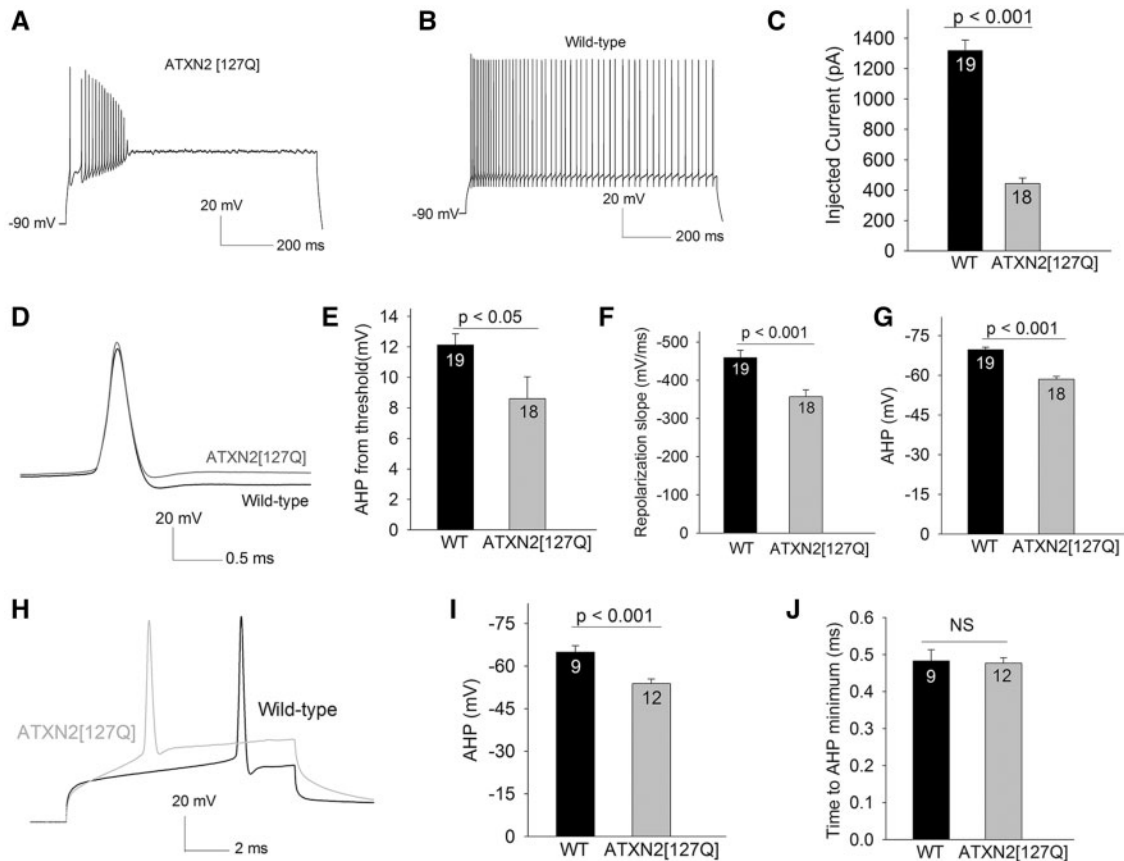 A
ATXN2 [127Q]
-90 mV
20 mV
200 ms
B
Wild-type
-90 mV
20 mV
200 ms
C
p < 0.001
Injected Current (pA)
1400
1200
1000
800
600
400
200
0
19
18
WT
ATXN2[127Q]
D
ATXN2[127Q]
Wild-type
20 mV
0.5 ms
E
p < 0.05
AHP from threshold(mV)
14
12
10
8
6
4
2
0
19
18
WT
ATXN2[127Q]
F
p < 0.001
Repolarization slope (mV/ms)
-500
-400
-300
-200
-100
0
19
18
WT
ATXN2[127Q]
G
p < 0.001
AHP (mV)
-75
-60
-45
-30
-15
0
19
18
WT
ATXN2[127Q]
H
ATXN2[127Q]
Wild-type
20 mV
2 ms
I
p < 0.001
AHP (mV)
-75
-60
-45
-30
-15
0
9
12
WT
ATXN2[127Q]
J
NS
Time to AHP minimum (ms)
0.6
0.5
0.4
0.3
0.2
0.1
0.0
9
12
WT
ATXN2[127Q]